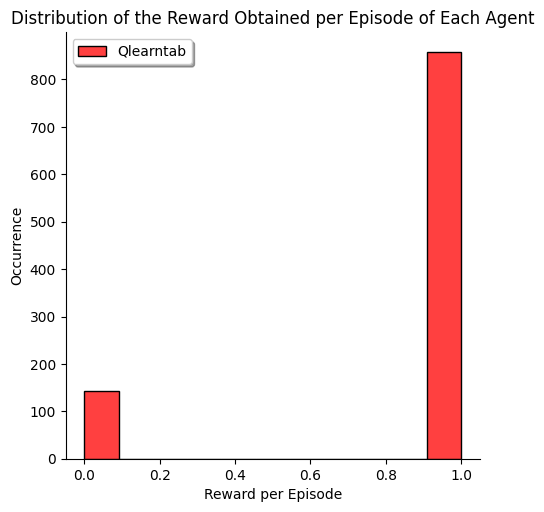 Distribution of the Reward Obtained per Episode of Each Agent
Qlearntab
800
700
600
500
400
300
200
100
0
Occurrence
0.0 0.2 0.4 0.6 0.8 1.0
Reward per Episode